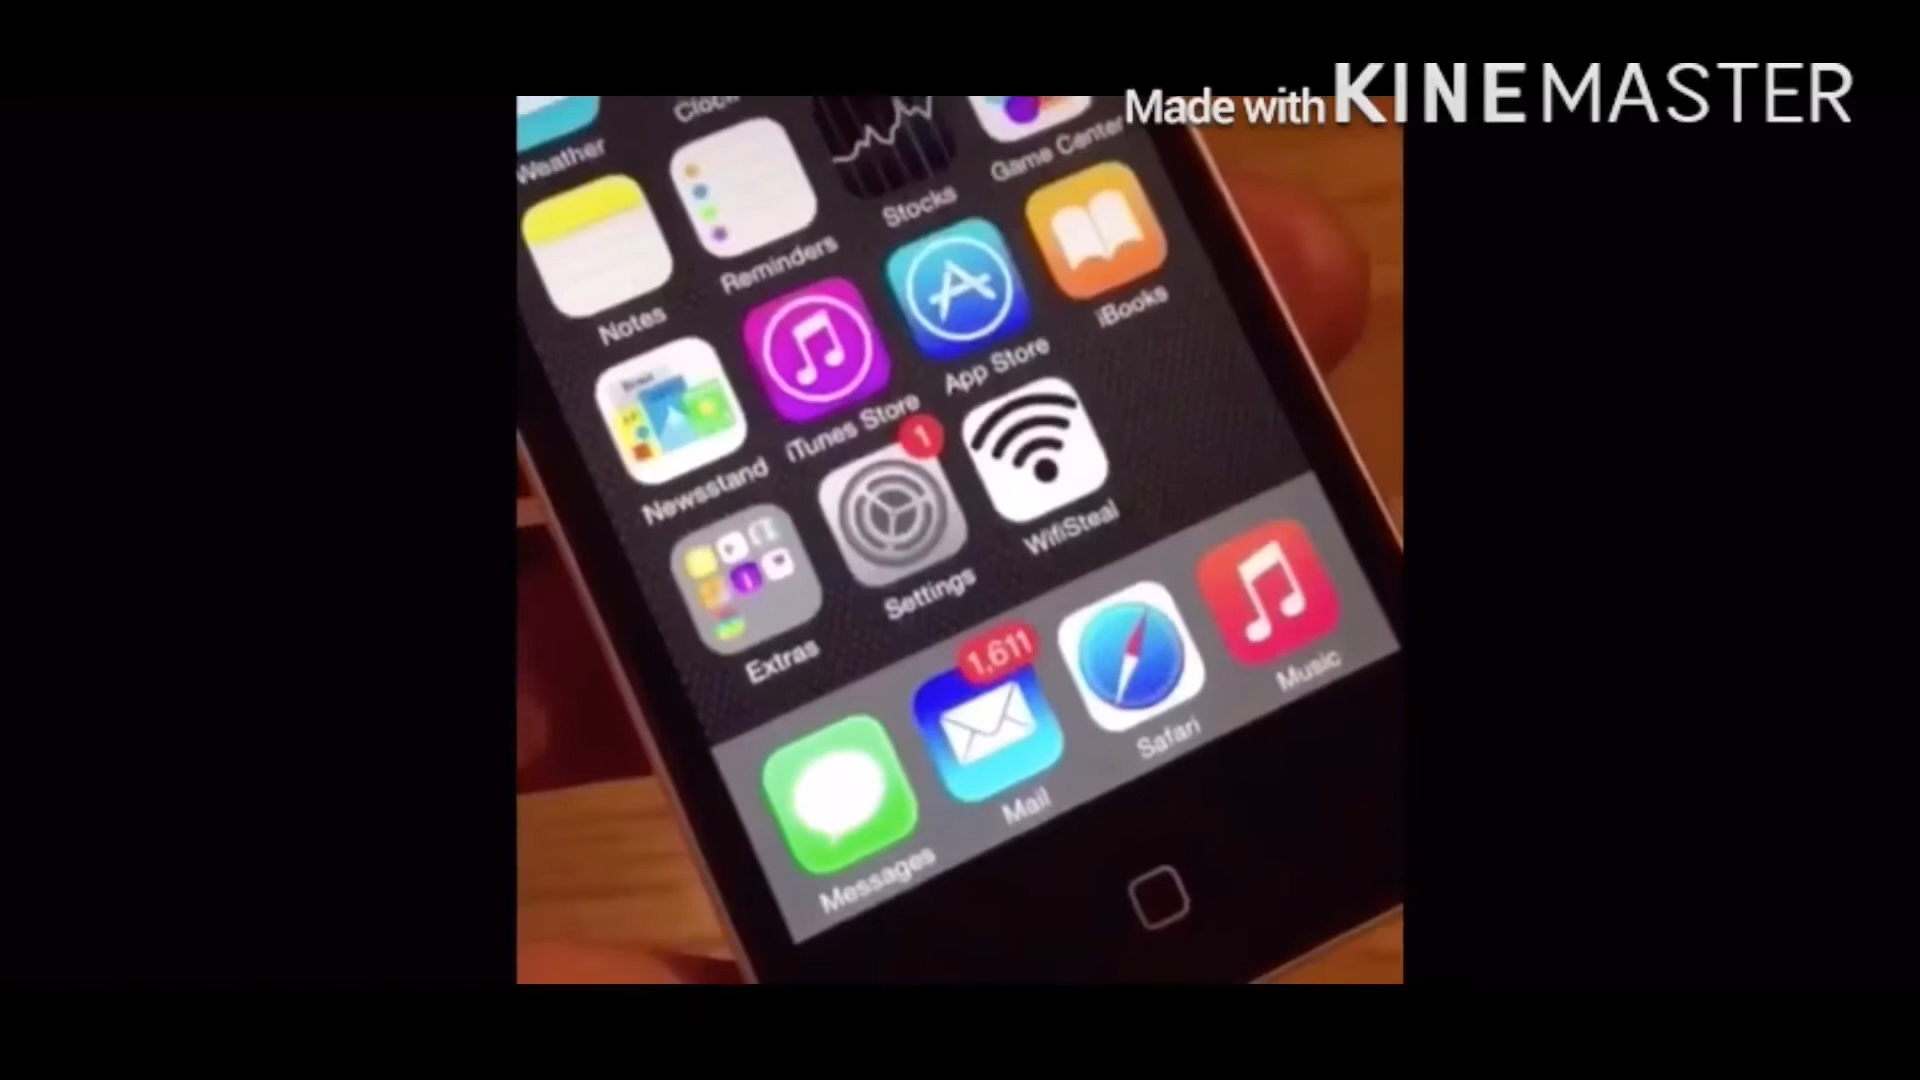 Made with KINEMASTER
Weather
Clock
Stocks
Game Center
Notes
Reminders
iTunes Store
App Store
iBooks
Newsstand
1
Settings
WifiSteal
Extras
1,611
Messages
Mail
Safari
Music